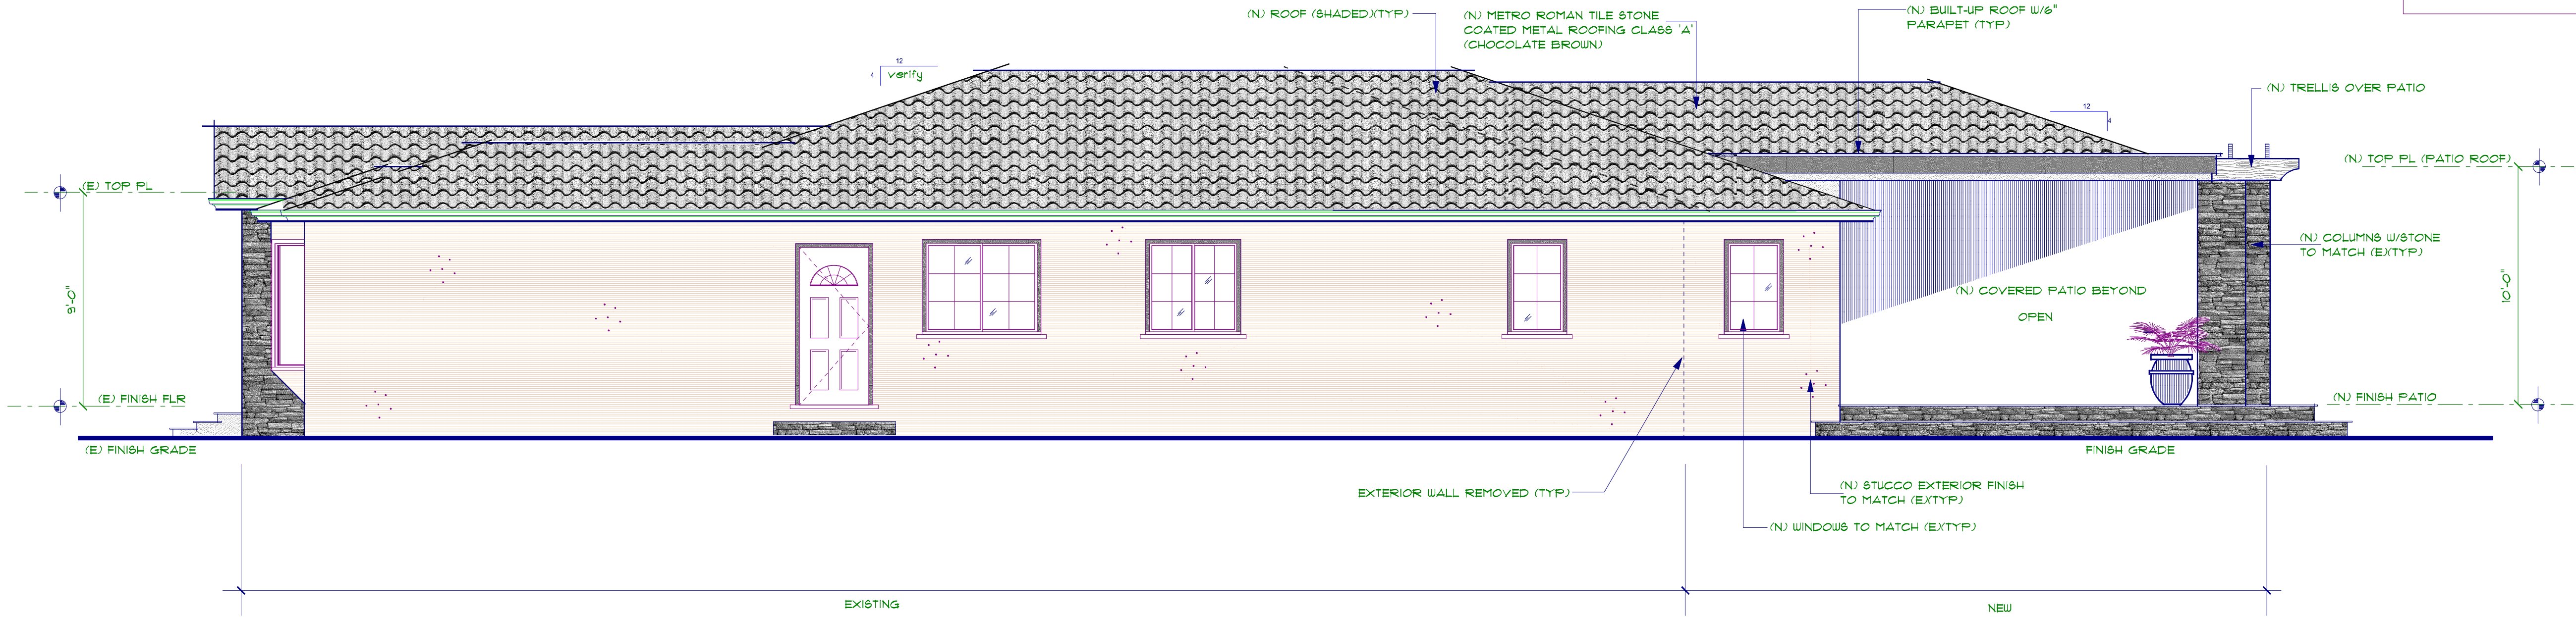 (N) ROOF (SHADED)(TYP)
(N) METRO ROMAN TILE STONE
COATED METAL ROOFING CLASS 'A'
(CHOCOLATE BROWN)
(N) BUILT-UP ROOF W/6"
PARAPET (TYP)
12
4
verify
(N) TRELLIS OVER PATIO
12
4
(N) TOP PL (PATIO ROOF)
(E) TOP PL
(N) COLUMNS W/STONE
TO MATCH (E)(TYP)
9'-0"
10'-0"
(N) COVERED PATIO BEYOND
OPEN
(E) FINISH FLR
(N) FINISH PATIO
(E) FINISH GRADE
FINISH GRADE
EXTERIOR WALL REMOVED (TYP)
(N) STUCCO EXTERIOR FINISH
TO MATCH (E)(TYP)
(N) WINDOWS TO MATCH (E)(TYP)
EXISTING
NEW